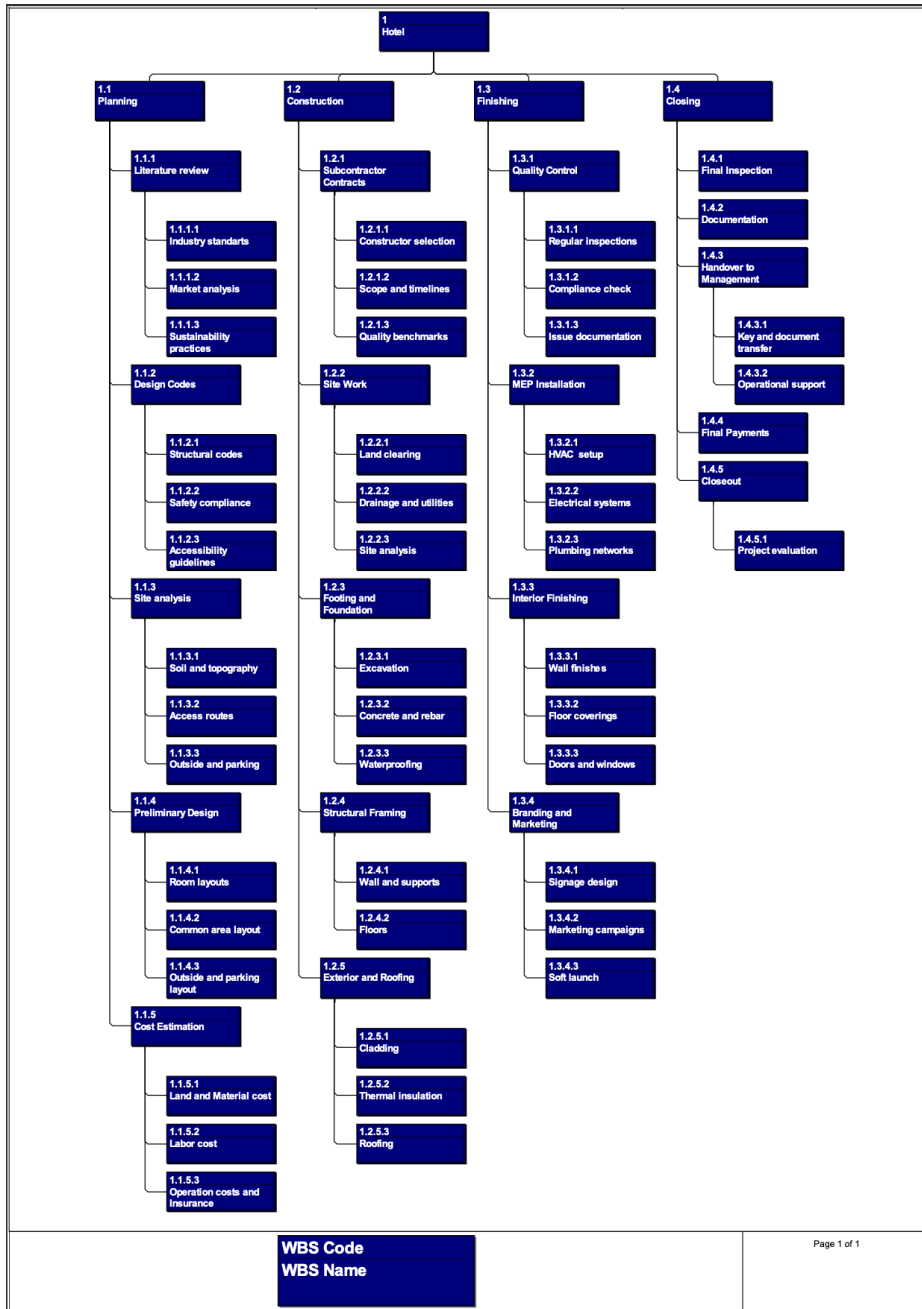 1
Hotel
1.1
Planning
1.1.1
Literature review
1.1.1.1
Industry standarts
1.1.1.2
Market analysis
1.1.1.3
Sustainability
practices
1.1.2
Design Codes
1.1.2.1
Structural codes
1.1.2.2
Safety compliance
1.1.2.3
Accessibility
guidelines
1.1.3
Site analysis
1.1.3.1
Soil and topography
1.1.3.2
Access routes
1.1.3.3
Outside and parking
1.1.4
Preliminary Design
1.1.4.1
Room layouts
1.1.4.2
Common area layout
1.1.4.3
Outside and parking
layout
1.1.5
Cost Estimation
1.1.5.1
Land and Material cost
1.1.5.2
Labor cost
1.1.5.3
Operation costs and
Insurance
1.2
Construction
1.2.1
Subcontractor
Contracts
1.2.1.1
Constructor selection
1.2.1.2
Scope and timelines
1.2.1.3
Quality benchmarks
1.2.2
Site Work
1.2.2.1
Land clearing
1.2.2.2
Drainage and utilities
1.2.2.3
Site analysis
1.2.3
Footing and
Foundation
1.2.3.1
Excavation
1.2.3.2
Concrete and rebar
1.2.3.3
Waterproofing
1.2.4
Structural Framing
1.2.4.1
Wall and supports
1.2.4.2
Floors
1.2.5
Exterior and Roofing
1.2.5.1
Cladding
1.2.5.2
Thermal insulation
1.2.5.3
Roofing
1.3
Finishing
1.3.1
Quality Control
1.3.1.1
Regular inspections
1.3.1.2
Compliance check
1.3.1.3
Issue documentation
1.3.2
MEP Installation
1.3.2.1
HVAC setup
1.3.2.2
Electrical systems
1.3.2.3
Plumbing networks
1.3.3
Interior Finishing
1.3.3.1
Wall finishes
1.3.3.2
Floor coverings
1.3.3.3
Doors and windows
1.3.4
Branding and
Marketing
1.3.4.1
Signage design
1.3.4.2
Marketing campaigns
1.3.4.3
Soft launch
1.4
Closing
1.4.1
Final Inspection
1.4.2
Documentation
1.4.3
Handover to
Management
1.4.3.1
Key and document
transfer
1.4.3.2
Operational support
1.4.4
Final Payments
1.4.5
Closeout
1.4.5.1
Project evaluation
WBS Code
WBS Name
Page 1 of 1